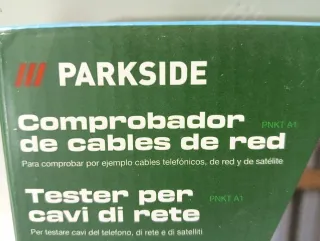 PARKSIDE
Comprobador PNKT A1
de cables de red
Para comprobar por ejemplo cables telefónicos, de red y de satélite
Tester per PNKT A1
cavi di rete
Per testare cavi del telefono, di rete e di satelliti